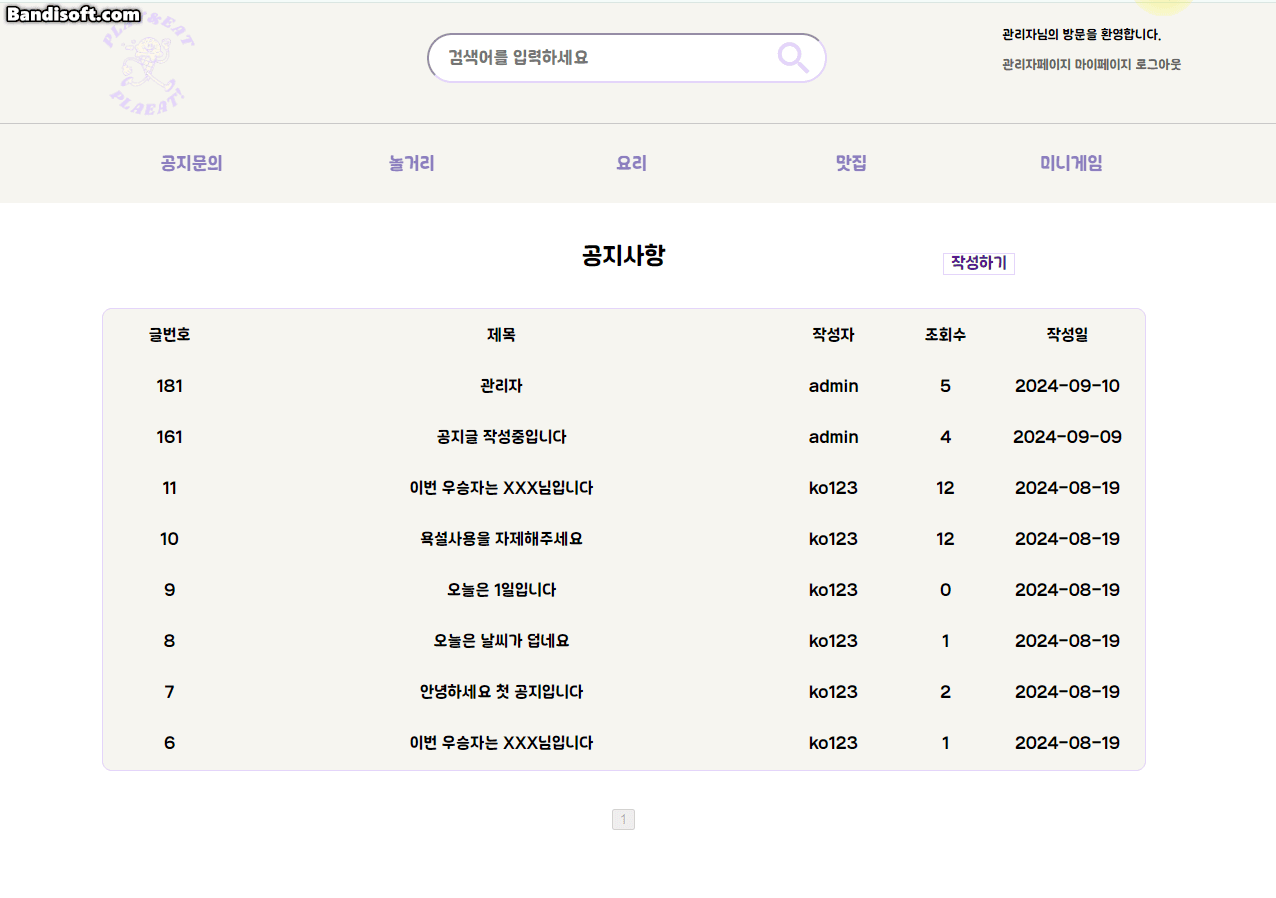 Bandisoft.com
PLAY&EAT
PLAEAT
검색어를 입력하세요
관리자님의 방문을 환영합니다.
관리자페이지 마이페이지 로그아웃
공지문의 놀거리 요리 맛집 미니게임
공지사항
작성하기
글번호 제목 작성자 조회수 작성일
181 관리자 admin 5 2024-09-10
161 공지글 작성중입니다 admin 4 2024-09-09
11 이번 우승자는 XXX님입니다 ko123 12 2024-08-19
10 욕설사용을 자제해주세요 ko123 12 2024-08-19
9 오늘은 1일입니다 ko123 0 2024-08-19
8 오늘은 날씨가 덥네요 ko123 1 2024-08-19
7 안녕하세요 첫 공지입니다 ko123 2 2024-08-19
6 이번 우승자는 XXX님입니다 ko123 1 2024-08-19
1